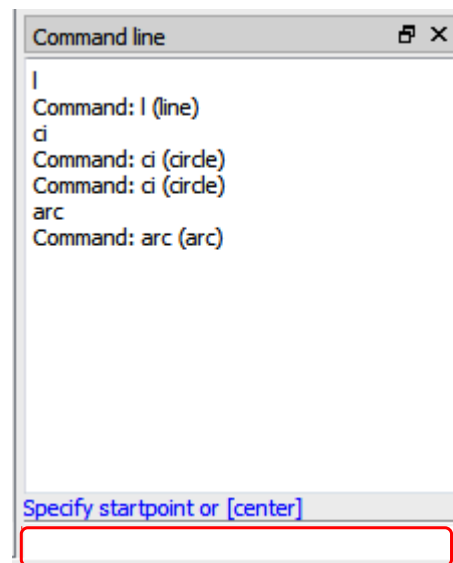 Command line
l
Command: l (line)
ci
Command: ci (circle)
Command: ci (circle)
arc
Command: arc (arc)
Specify startpoint or [center]